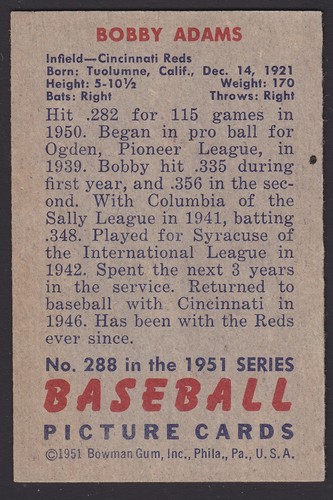 BOBBY ADAMS
Infield—Cincinnati Reds
Born: Tuolumne, Calif., Dec. 14, 1921
Height: 5-10½ Weight: 170
Bats: Right Throws: Right
Hit .282 for 115 games in
1950. Began in pro ball for
Ogden, Pioneer League, in
1939. Bobby hit .335 during
first year, and .356 in the sec-
ond. With Columbia of the
Sally League in 1941, batting
.348. Played for Syracuse of
the International League in
1942. Spent the next 3 years
in the service. Returned to
baseball with Cincinnati in
1946. Has been with the Reds
ever since.
No. 288 in the 1951 SERIES
BASEBALL
PICTURE CARDS
©1951 Bowman Gum, Inc., Phila., Pa., U.S.A.